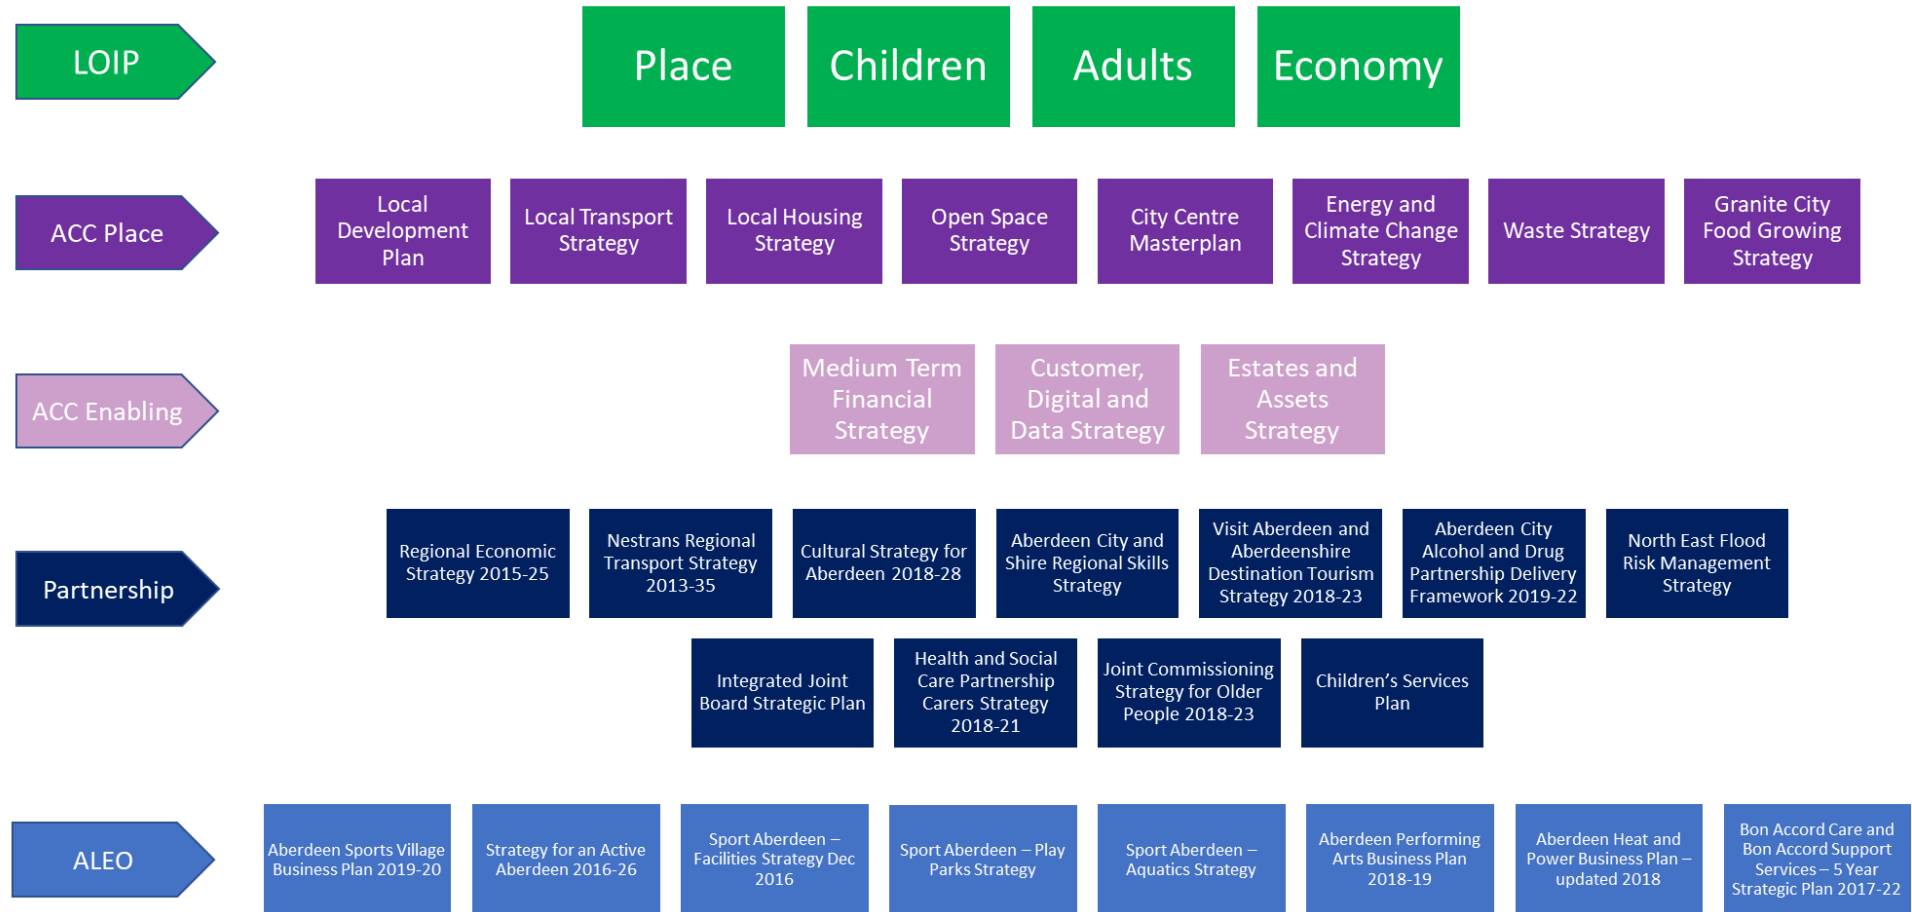 LOIP
Place
Children
Adults
Economy
ACC Place
Local
Development
Plan
Local Transport
Strategy
Local Housing
Strategy
Open Space
Strategy
City Centre
Masterplan
Energy and
Climate Change
Strategy
Waste Strategy
Granite City
Food Growing
Strategy
ACC Enabling
Medium Term
Financial
Strategy
Customer,
Digital and
Data Strategy
Estates and
Assets
Strategy
Partnership
Regional Economic
Strategy 2015-25
Nestrans Regional
Transport Strategy
2013-35
Cultural Strategy for
Aberdeen 2018-28
Aberdeen City and
Shire Regional Skills
Strategy
Visit Aberdeen and
Aberdeenshire
Destination Tourism
Strategy 2018-23
Aberdeen City
Alcohol and Drug
Partnership Delivery
Framework 2019-22
North East Flood
Risk Management
Strategy
Integrated Joint
Board Strategic Plan
Health and Social
Care Partnership
Carers Strategy
2018-21
Joint Commissioning
Strategy for Older
People 2018-23
Children’s Services
Plan
ALEO
Aberdeen Sports Village
Business Plan 2019-20
Strategy for an Active
Aberdeen 2016-26
Sport Aberdeen –
Facilities Strategy Dec
2016
Sport Aberdeen – Play
Parks Strategy
Sport Aberdeen –
Aquatics Strategy
Aberdeen Performing
Arts Business Plan
2018-19
Aberdeen Heat and
Power Business Plan –
updated 2018
Bon Accord Care and
Bon Accord Support
Services – 5 Year
Strategic Plan 2017-22